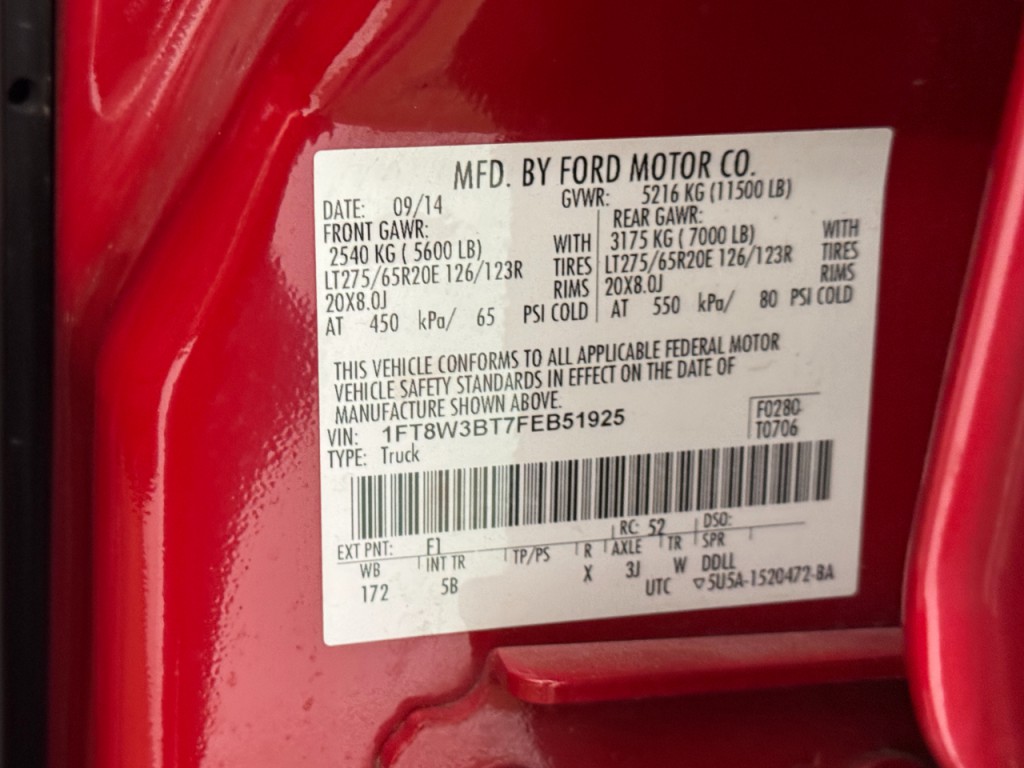 MFD. BY FORD MOTOR CO.
DATE: 09/14 GVWR: 5216 KG (11500 LB)
FRONT GAWR: REAR GAWR:
2540 KG ( 5600 LB) WITH 3175 KG ( 7000 LB) WITH
LT275/65R20E 126/123R TIRES LT275/65R20E 126/123R TIRES
20X8.0J RIMS 20X8.0J RIMS
AT 450 kPa/ 65 PSI COLD AT 550 kPa/ 80 PSI COLD
THIS VEHICLE CONFORMS TO ALL APPLICABLE FEDERAL MOTOR
VEHICLE SAFETY STANDARDS IN EFFECT ON THE DATE OF
MANUFACTURE SHOWN ABOVE.
VIN: 1FT8W3BT7FEB51925 F0280
TYPE: Truck T0706
EXT PNT: F1 RC: 52 DSO:
WB INT TR TP/PS R AXLE TR SPR
172 5B X 3J W DDLL
UTC ▽5U5A-1520472-BA